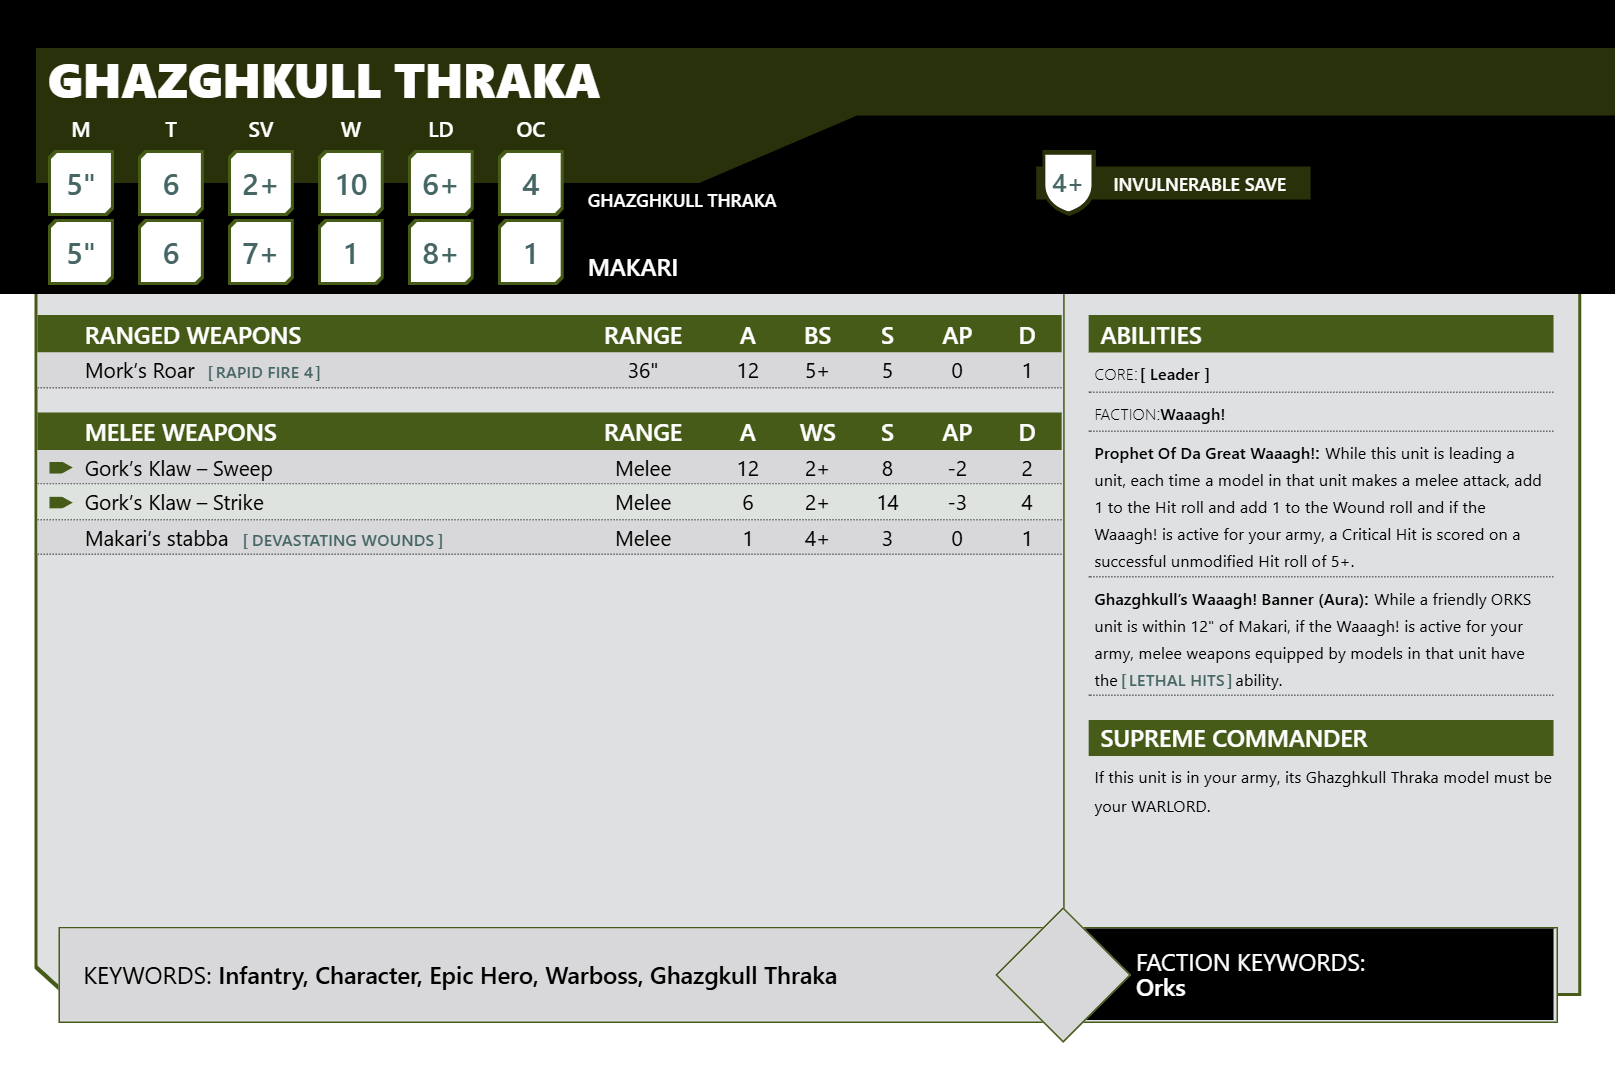 GHAZGHKULL THRAKA
M T SV W LD OC
5" 6 2+ 10 6+ 4 GHAZGHKULL THRAKA
4+ INVULNERABLE SAVE
5" 6 7+ 1 8+ 1 MAKARI
RANGED WEAPONS RANGE A BS S AP D
Mork's Roar [ RAPID FIRE 4 ] 36" 12 5+ 5 0 1
MELEE WEAPONS RANGE A WS S AP D
Gork's Klaw – Sweep Melee 12 2+ 8 -2 2
Gork's Klaw – Strike Melee 6 2+ 14 -3 4
Makari's stabba [ DEVASTATING WOUNDS ] Melee 1 4+ 3 0 1
ABILITIES
CORE: [ Leader ]
FACTION:Waaagh!
Prophet Of Da Great Waaagh!: While this unit is leading a
unit, each time a model in that unit makes a melee attack, add
1 to the Hit roll and add 1 to the Wound roll and if the
Waaagh! is active for your army, a Critical Hit is scored on a
successful unmodified Hit roll of 5+.
Ghazghkull's Waaagh! Banner (Aura): While a friendly ORKS
unit is within 12" of Makari, if the Waaagh! is active for your
army, melee weapons equipped by models in that unit have
the [ LETHAL HITS ] ability.
SUPREME COMMANDER
If this unit is in your army, its Ghazghkull Thraka model must be
your WARLORD.
KEYWORDS: Infantry, Character, Epic Hero, Warboss, Ghazgkull Thraka
FACTION KEYWORDS:
Orks